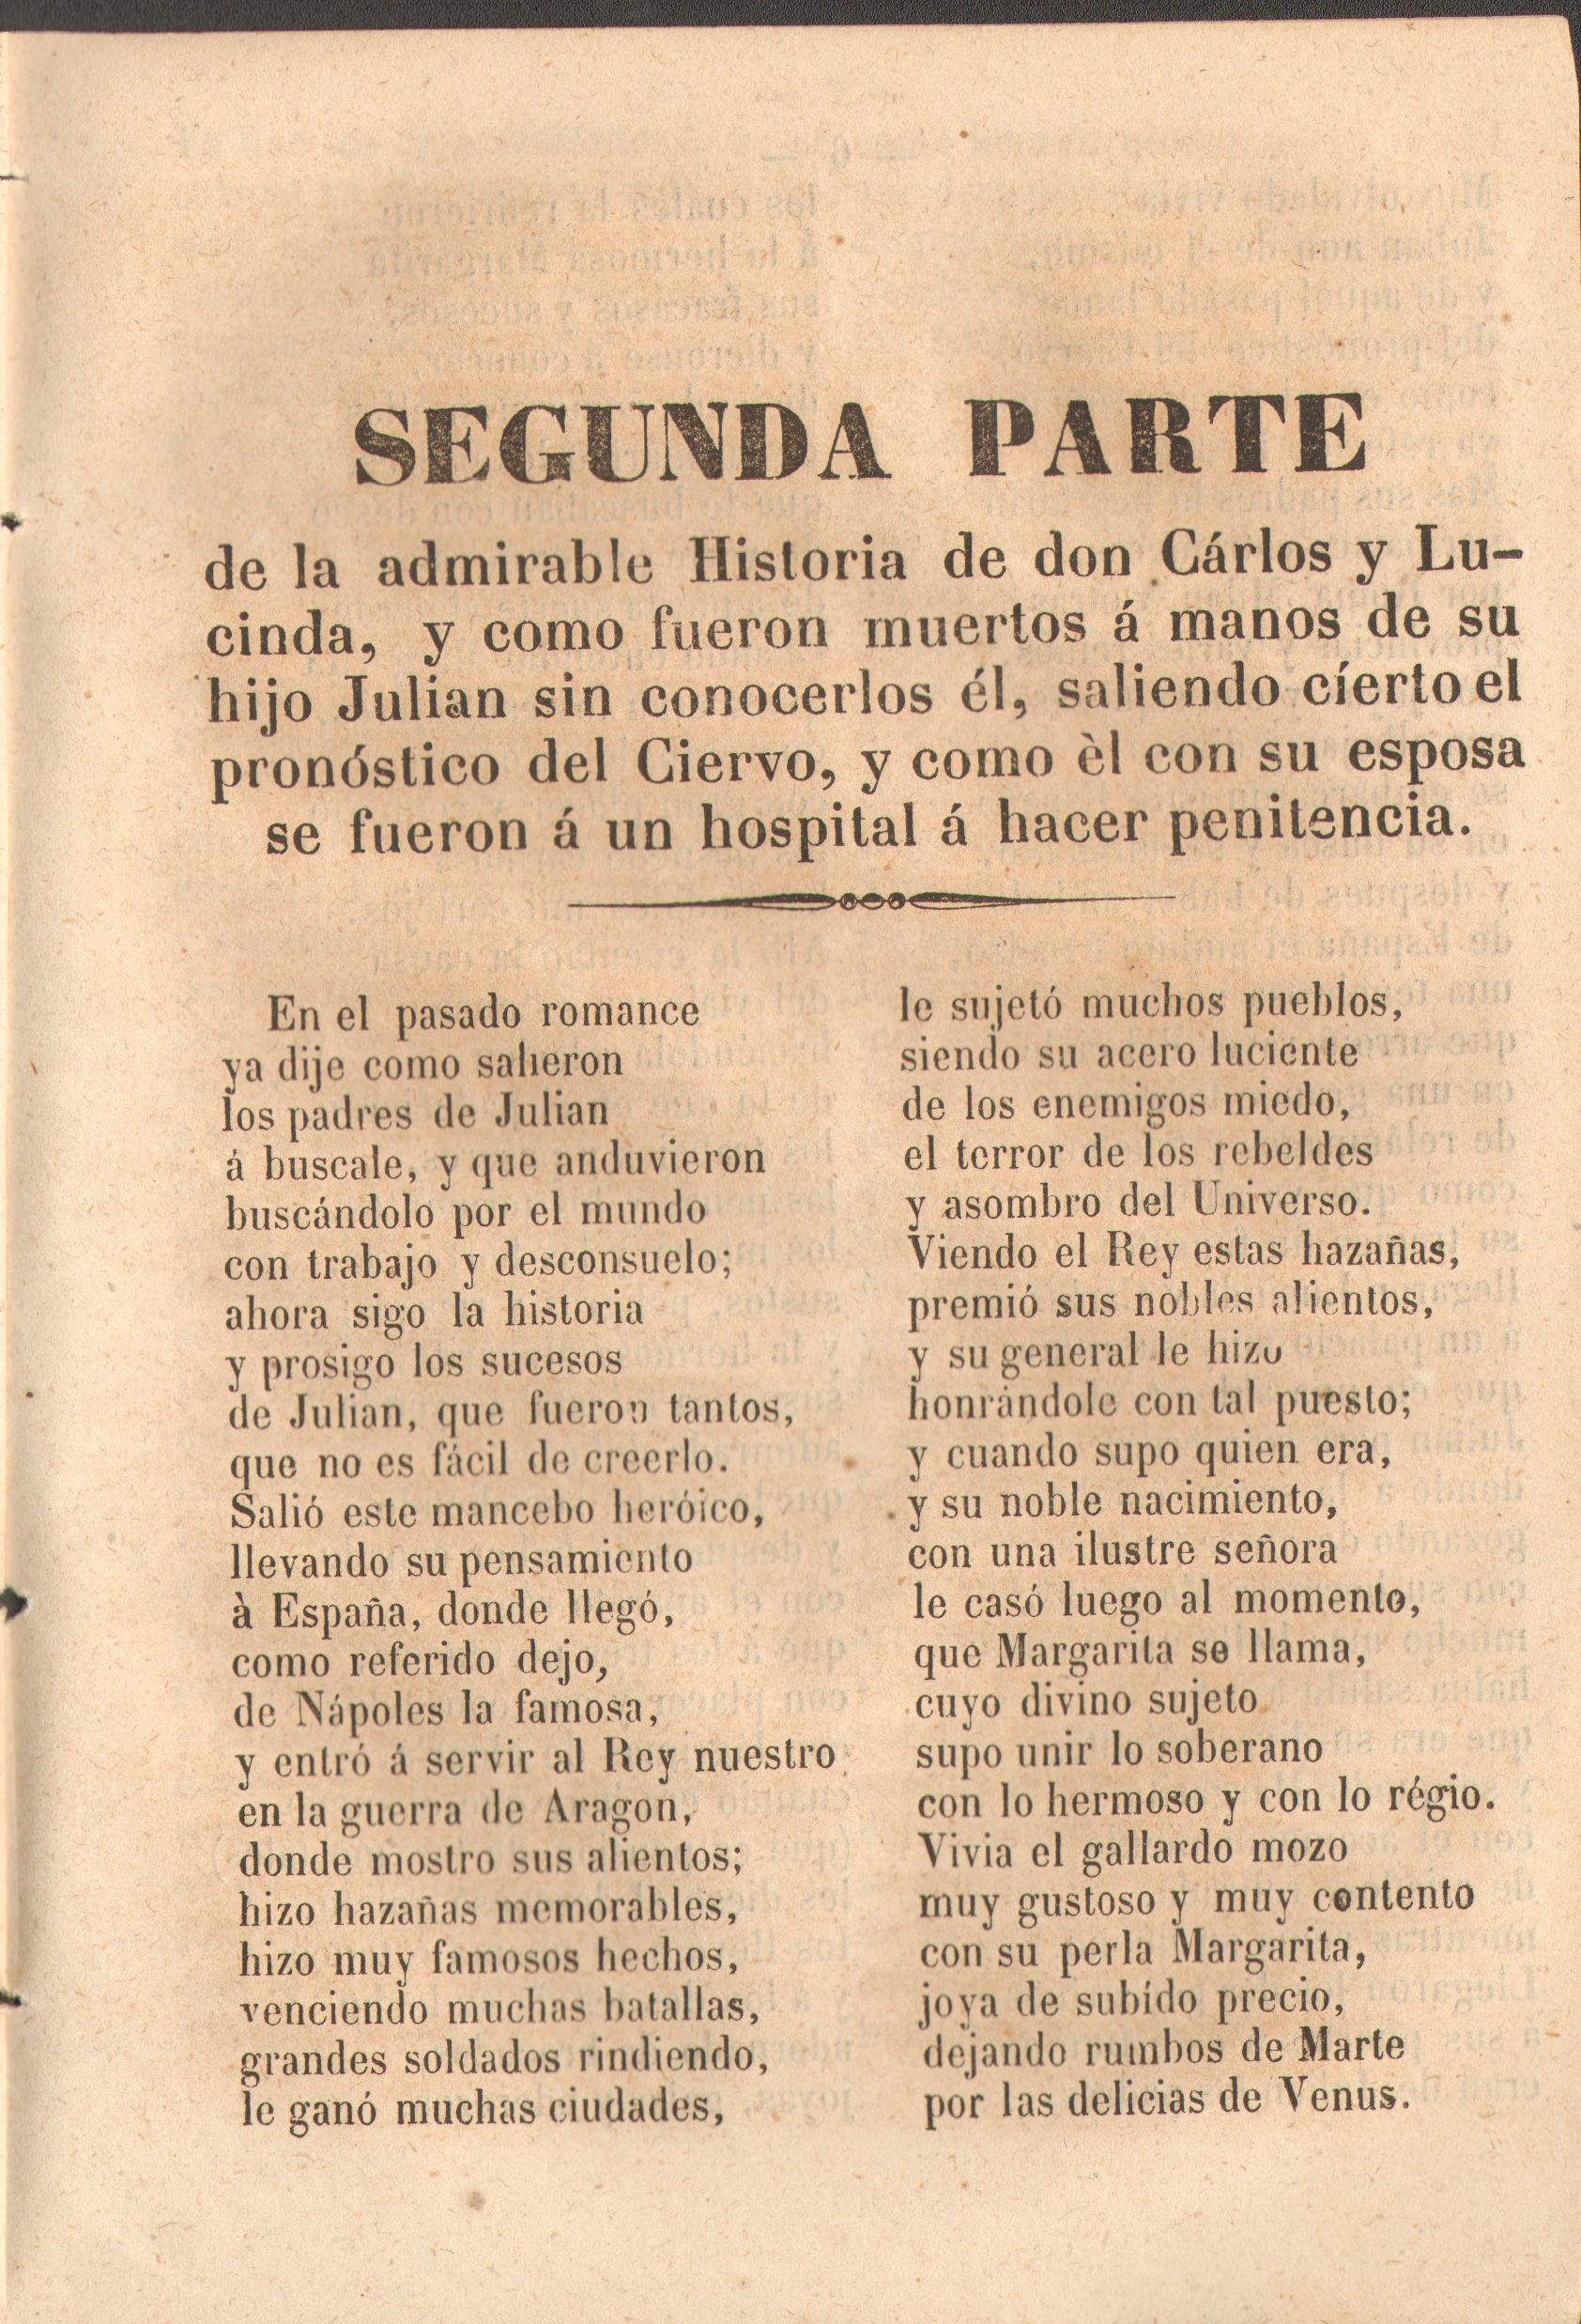 SEGUNDA PARTE
de la admirable Historia de don Cárlos y Lu-
cinda, y como fueron muertos á manos de su
hijo Julian sin conocerlos él, saliendo cíerto el
pronóstico del Ciervo, y como èl con su esposa
se fueron á un hospital á hacer penitencia.
En el pasado romance
ya dije como salieron
los padres de Julian
á buscale, y que anduvieron
buscándolo por el mundo
con trabajo y desconsuelo;
ahora sigo la historia
y prosigo los sucesos
de Julian, que fueron tantos,
que no es fácil de creerlo.
Salió este mancebo heróico,
llevando su pensamiento
à España, donde llegó,
como referido dejo,
de Nápoles la famosa,
y entró á servir al Rey nuestro
en la guerra de Aragon,
donde mostro sus alientos;
hizo hazañas memorables,
hizo muy famosos hechos,
venciendo muchas batallas,
grandes soldados rindiendo,
le ganó muchas ciudades,
le sujetó muchos pueblos,
siendo su acero luciente
de los enemigos miedo,
el terror de los rebeldes
y asombro del Universo.
Viendo el Rey estas hazañas,
premió sus nobles alientos,
y su general le hizo
honrándole con tal puesto;
y cuando supo quien era,
y su noble nacimiento,
con una ilustre señora
le casó luego al momento,
que Margarita se llama,
cuyo divino sujeto
supo unir lo soberano
con lo hermoso y con lo régio.
Vivia el gallardo mozo
muy gustoso y muy contento
con su perla Margarita,
joya de subído precio,
dejando rumbos de Marte
por las delicias de Venus.